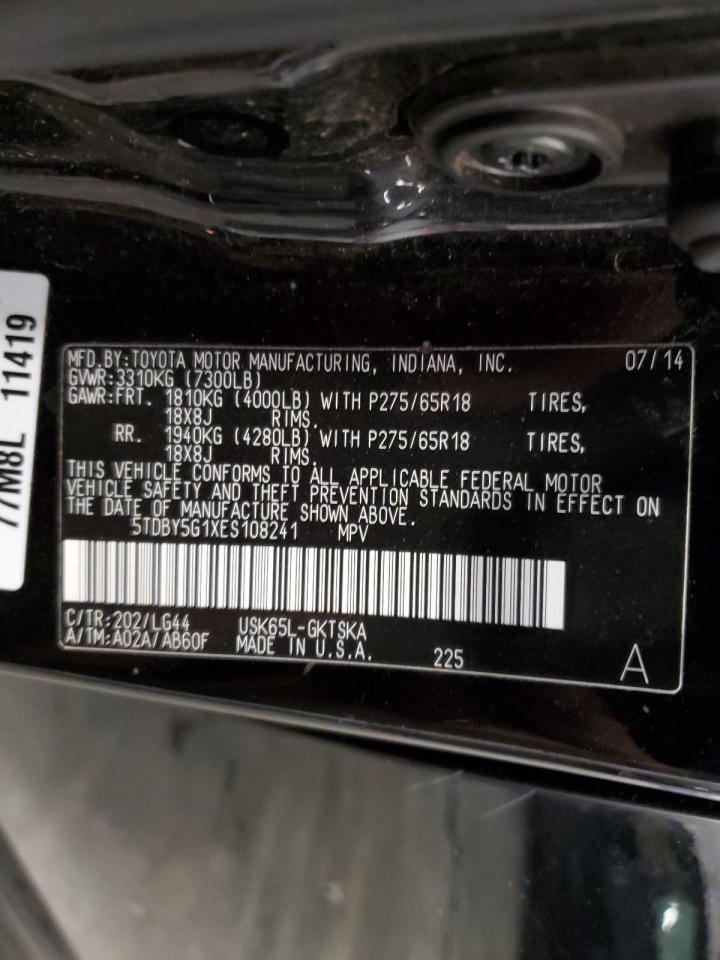 77M8L 11419
MFD.BY:TOYOTA MOTOR MANUFACTURING, INDIANA, INC. 07/14
GVWR:3310KG (7300LB)
GAWR:FRT. 1810KG (4000LB) WITH P275/65R18 TIRES,
18X8J RIMS.
RR. 1940KG (4280LB) WITH P275/65R18 TIRES,
18X8J RIMS.
THIS VEHICLE CONFORMS TO ALL APPLICABLE FEDERAL MOTOR
VEHICLE SAFETY AND THEFT PREVENTION STANDARDS IN EFFECT ON
THE DATE OF MANUFACTURE SHOWN ABOVE.
5TDBY5G1XES108241 MPV
C/TR:202/LG44 USK65L-GKTSKA
A/TM:A02A/AB60F MADE IN U.S.A. 225 A